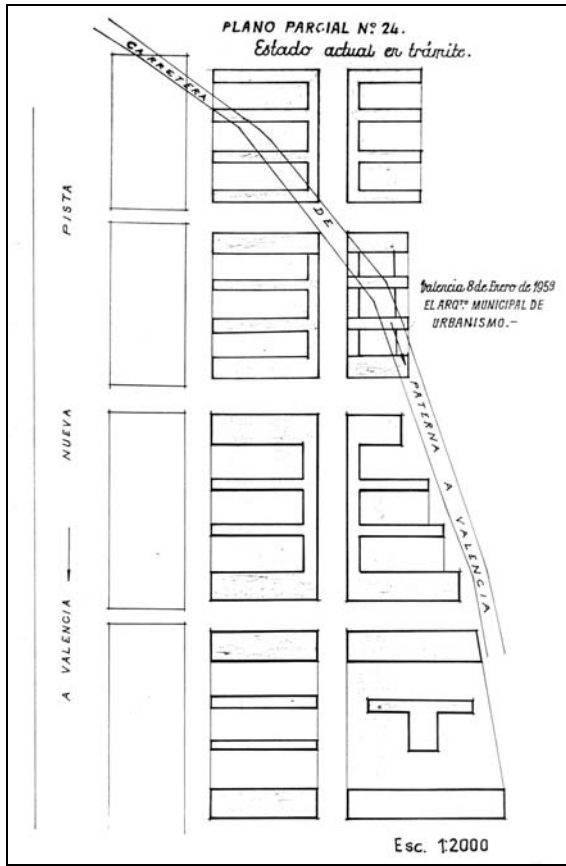 PLANO PARCIAL Nº 24.
Estado actual en trámite.
CARRETERA DE PATERNA A VALENCIA
PISTA NUEVA A VALENCIA
Valencia 8 de Enero de 1959
EL ARQTº MUNICIPAL DE
URBANISMO.-
Esc. 1:2000